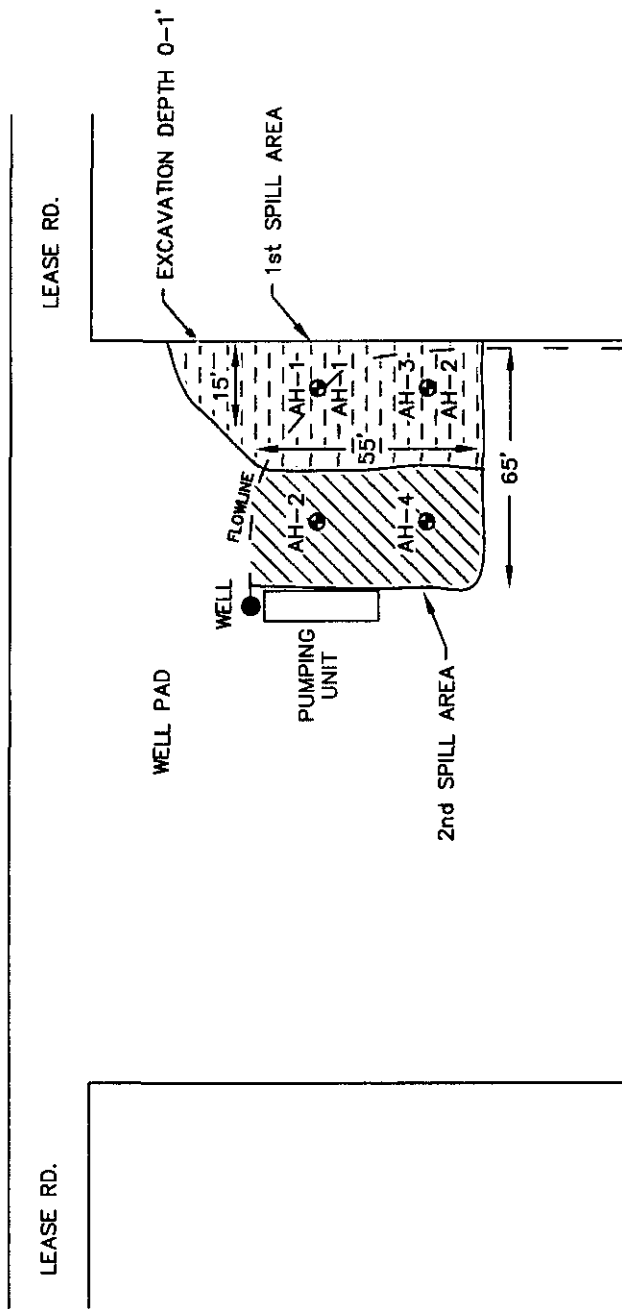 LEASE RD.
LEASE RD.
EXCAVATION DEPTH 0-1'
1st SPILL AREA
WELL PAD
WELL
FLOWLINE
15'
PUMPING
UNIT
AH-2
AH-1
AH-1
55'
AH-4
AH-3
AH-2
65'
2nd SPILL AREA